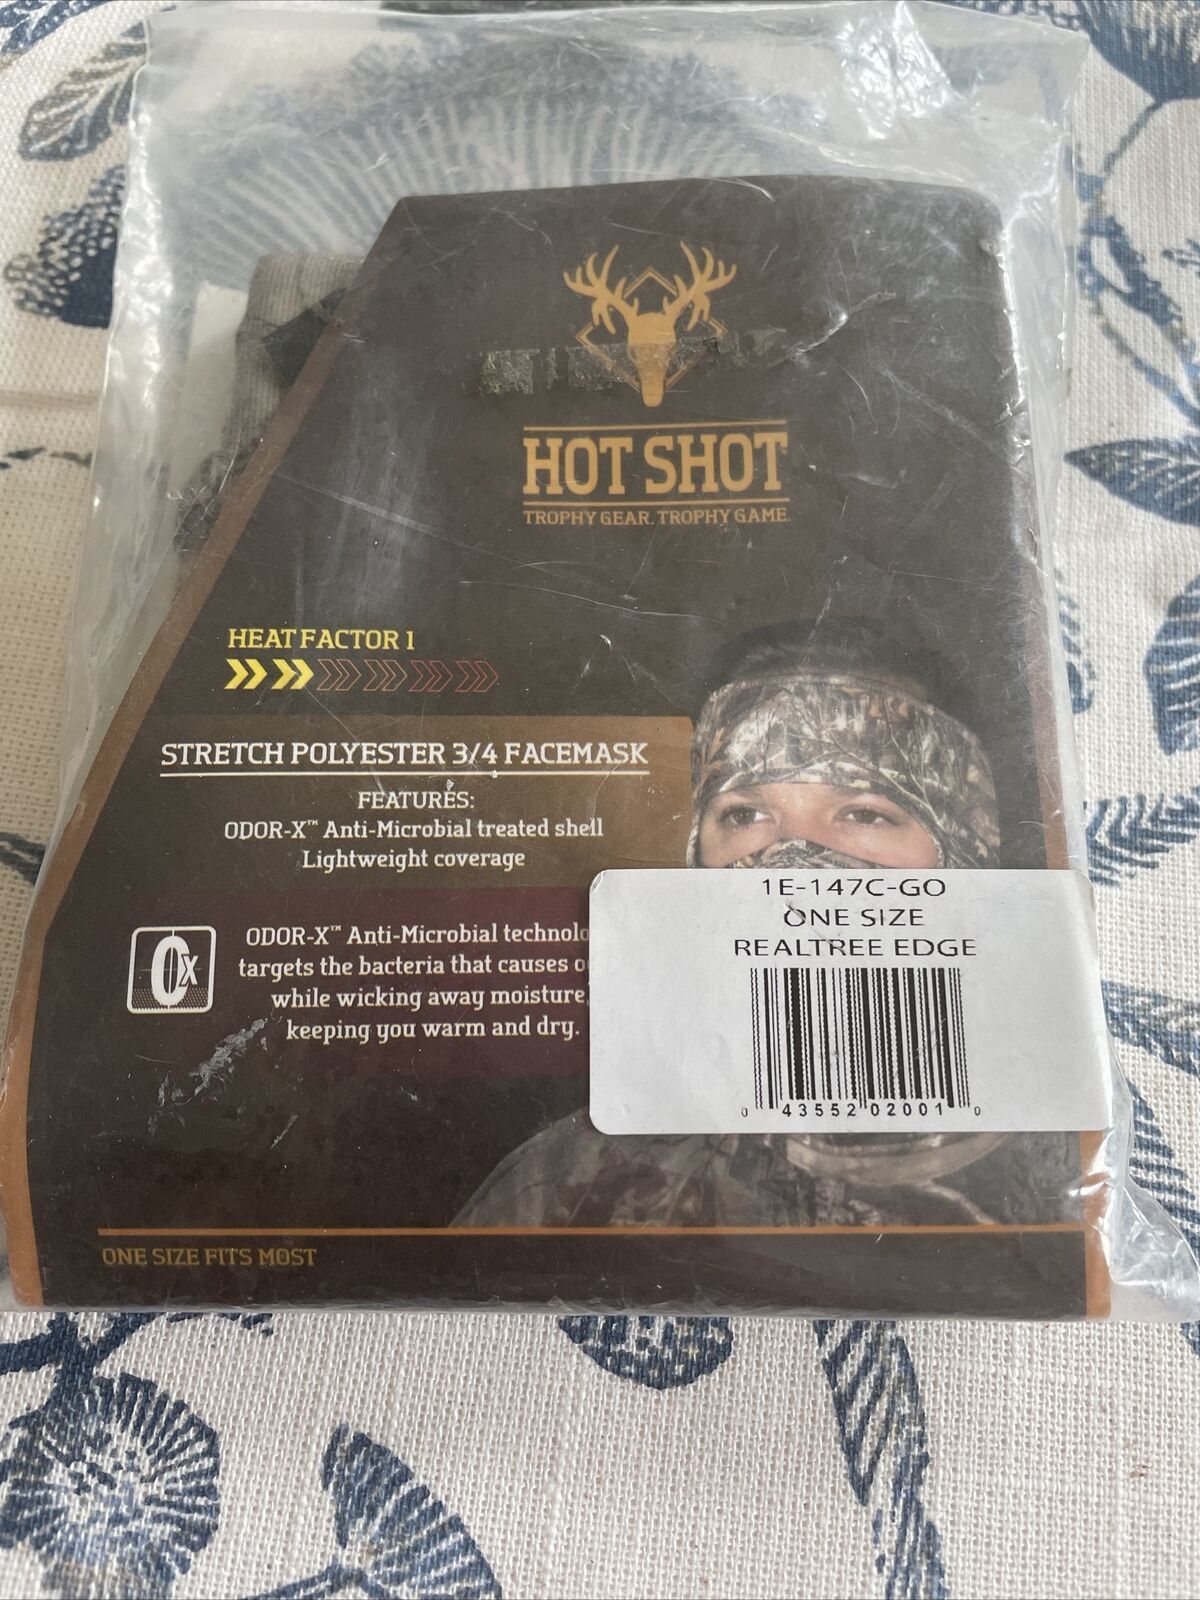 HOT SHOT
TROPHY GEAR. TROPHY GAME.
HEAT FACTOR 1
STRETCH POLYESTER 3/4 FACEMASK
FEATURES:
ODOR-X™ Anti-Microbial treated shell
Lightweight coverage
OX
ODOR-X™ Anti-Microbial technolo
targets the bacteria that causes o
while wicking away moisture,
keeping you warm and dry.
1E-147C-GO
ONE SIZE
REALTREE EDGE
0 43552 02001 0
ONE SIZE FITS MOST